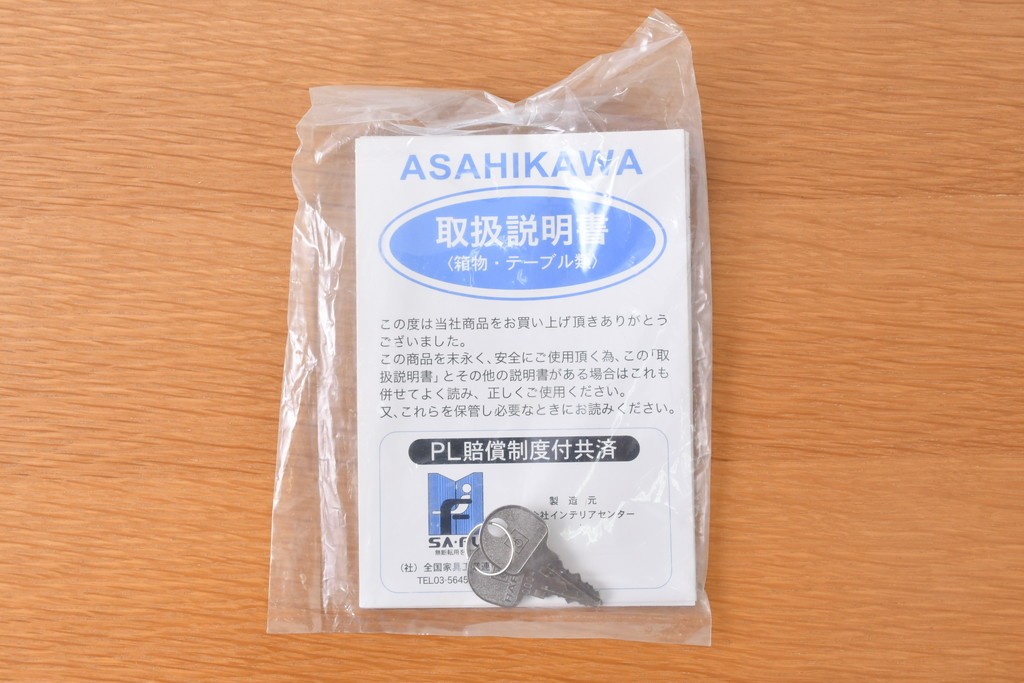 ASAHIKAWA
取扱説明書
〈箱物・テーブル類〉
この度は当社商品をお買い上げ頂きありがとう
ございました。
この商品を末永く、安全にご使用頂く為、この「取
扱説明書」とその他の説明書がある場合はこれも
併せてよく読み、正しくご使用ください。
又、これらを保管し必要なときにお読みください。
PL賠償制度付共済
製造元
会社インテリアセンター
無断転用を
(社)全国家具工
TEL03-5645